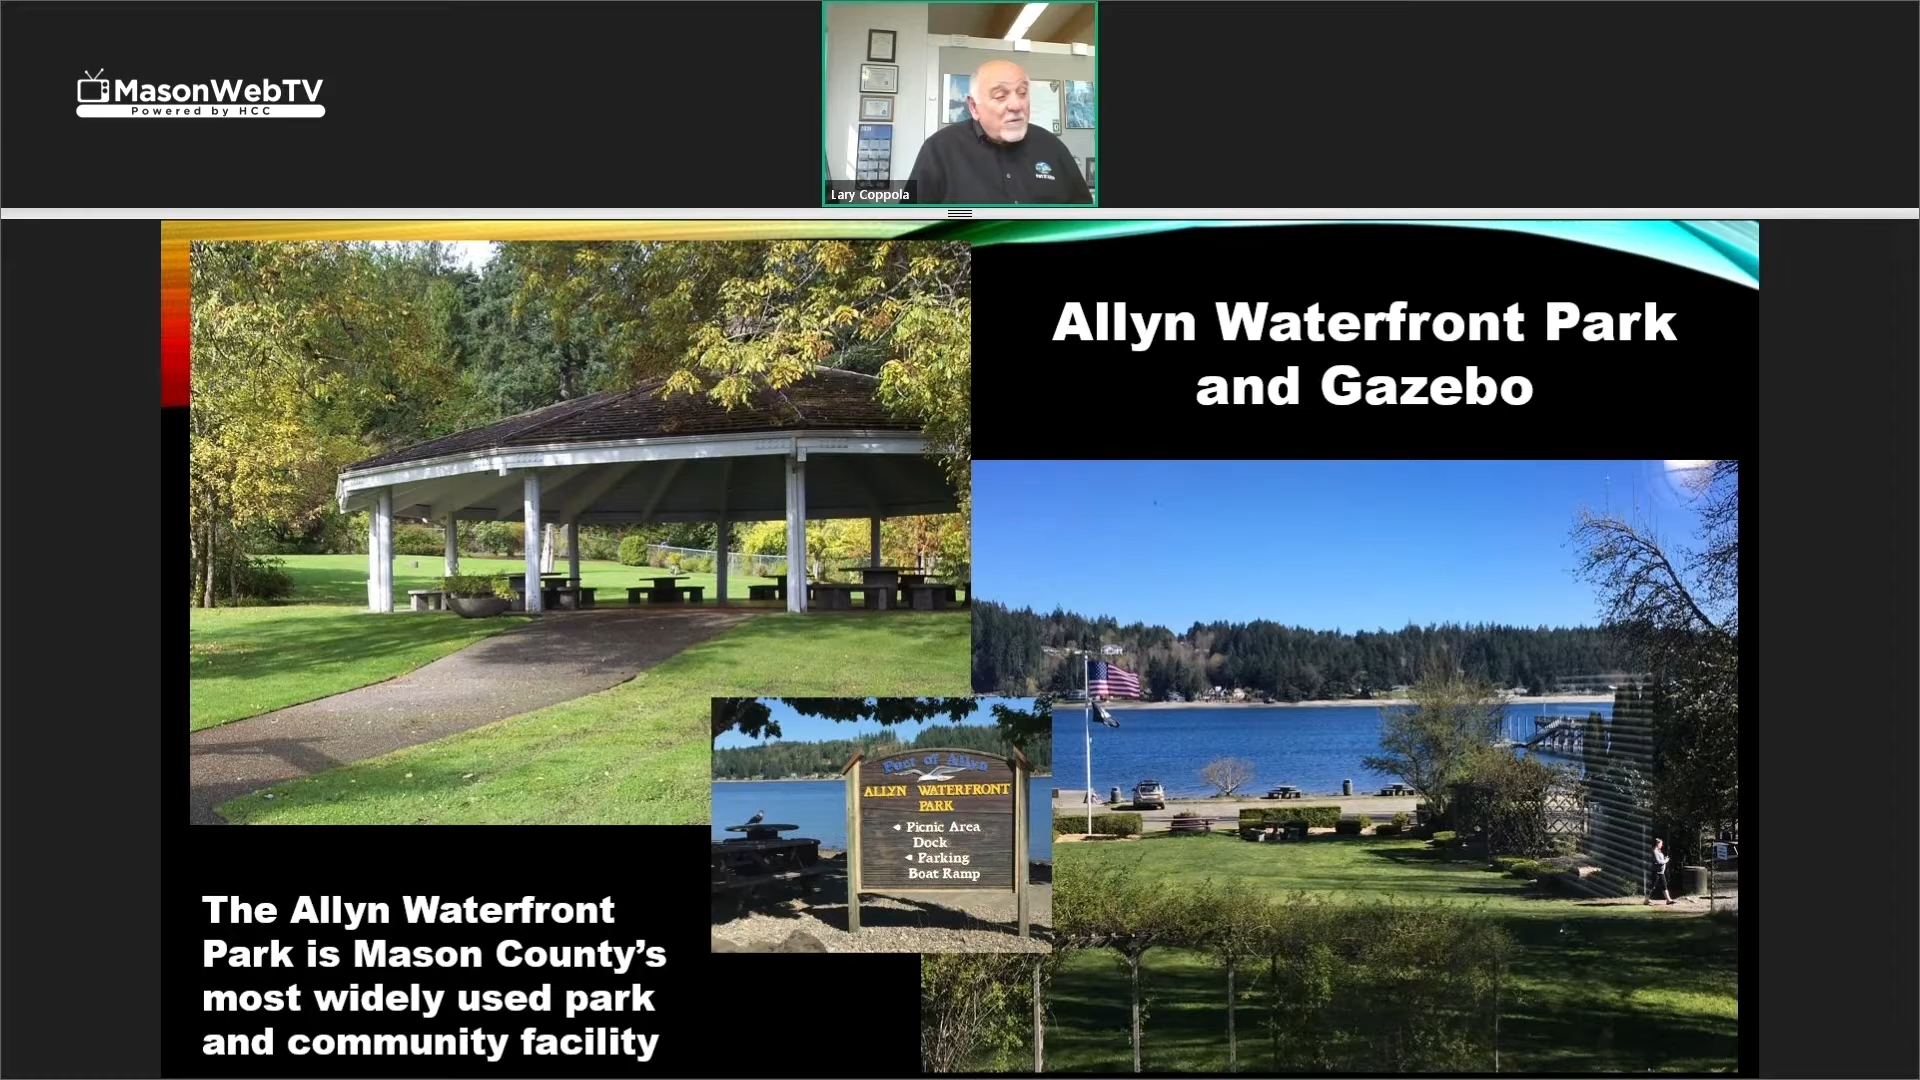 MasonWebTV
Powered by HCC
Lary Coppola
Allyn Waterfront Park
and Gazebo
Port of Allyn
ALLYN WATERFRONT
PARK
Picnic Area
Dock
Parking
Boat Ramp
The Allyn Waterfront
Park is Mason County’s
most widely used park
and community facility